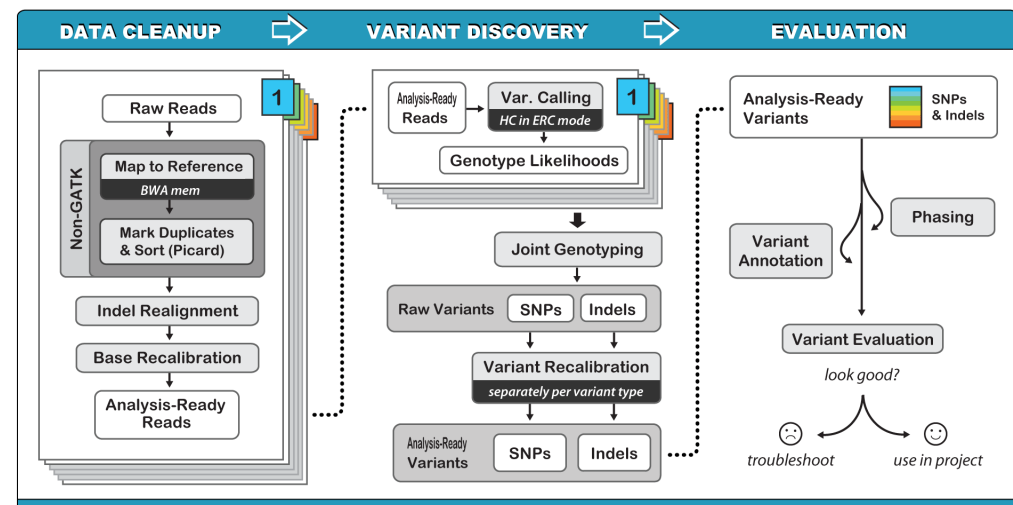 DATA CLEANUP
VARIANT DISCOVERY
EVALUATION
1
Raw Reads
Non-GATK
Map to Reference
BWA mem
Mark Duplicates
& Sort (Picard)
Indel Realignment
Base Recalibration
Analysis-Ready
Reads
1
Analysis-Ready
Reads
Var. Calling
HC in ERC mode
Genotype Likelihoods
Joint Genotyping
Raw Variants
SNPs
Indels
Variant Recalibration
separately per variant type
Analysis-Ready
Variants
SNPs
Indels
Analysis-Ready
Variants
SNPs
& Indels
Phasing
Variant
Annotation
Variant Evaluation
look good?
troubleshoot
use in project